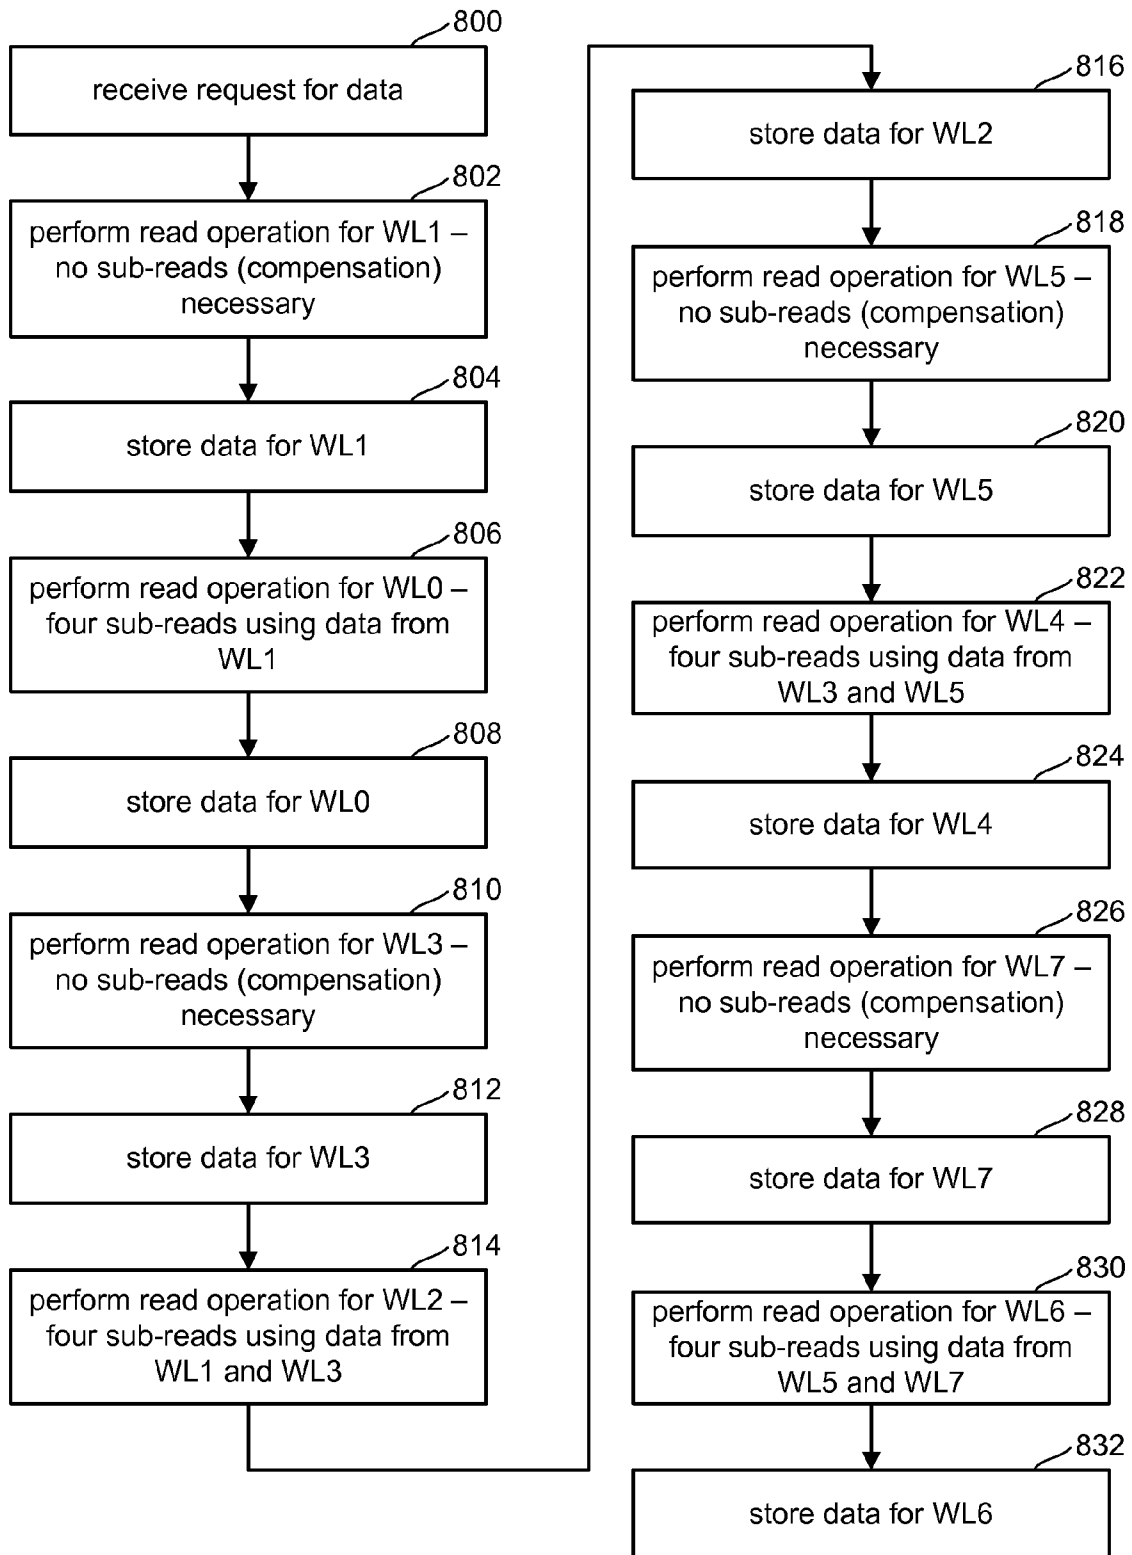 800
receive request for data
802
perform read operation for WL1 –
no sub-reads (compensation)
necessary
804
store data for WL1
806
perform read operation for WL0 –
four sub-reads using data from
WL1
808
store data for WL0
810
perform read operation for WL3 –
no sub-reads (compensation)
necessary
812
store data for WL3
814
perform read operation for WL2 –
four sub-reads using data from
WL1 and WL3
816
store data for WL2
818
perform read operation for WL5 –
no sub-reads (compensation)
necessary
820
store data for WL5
822
perform read operation for WL4 –
four sub-reads using data from
WL3 and WL5
824
store data for WL4
826
perform read operation for WL7 –
no sub-reads (compensation)
necessary
828
store data for WL7
830
perform read operation for WL6 –
four sub-reads using data from
WL5 and WL7
832
store data for WL6